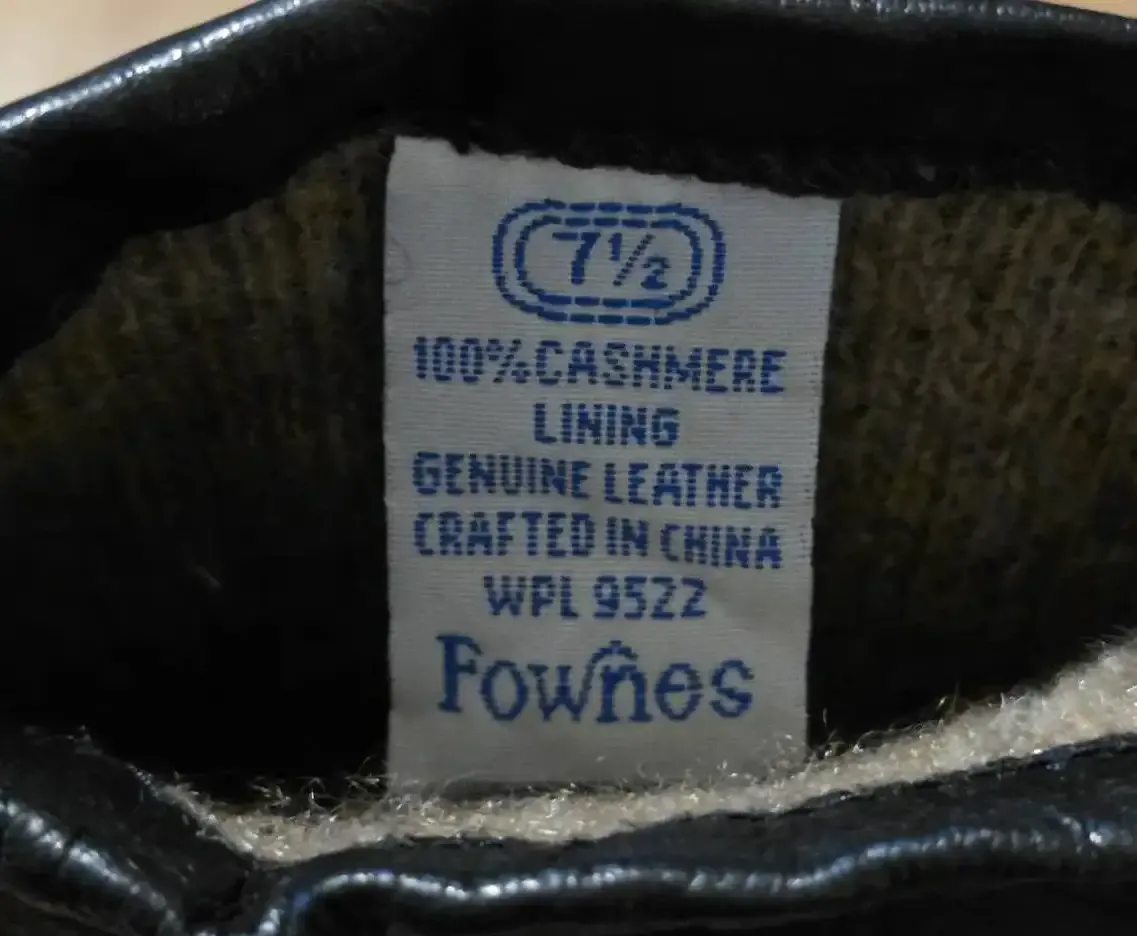 7½
100% CASHMERE
LINING
GENUINE LEATHER
CRAFTED IN CHINA
WPL 9522
Fownes